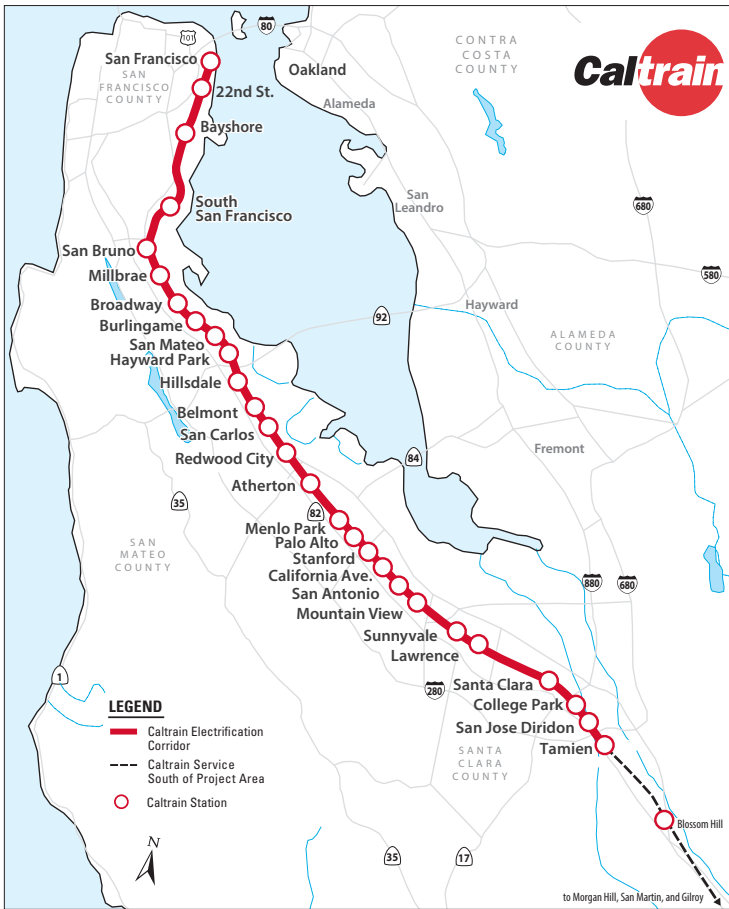 101
80
San Francisco
SAN
FRANCISCO
COUNTY
Oakland
CONTRA
COSTA
COUNTY
Caltrain
22nd St.
Alameda
Bayshore
San
Leandro
680
South
San Francisco
San Bruno
Millbrae
580
Broadway
Hayward
92
Burlingame
San Mateo
Hayward Park
ALAMEDA
COUNTY
Hillsdale
Belmont
San Carlos
Redwood City
Fremont
84
Atherton
35
82
Menlo Park
Palo Alto
Stanford
California Ave.
San Antonio
Mountain View
SAN
MATEO
COUNTY
880
680
Sunnyvale
Lawrence
1
280
Santa Clara
College Park
San Jose Diridon
Tamien
SANTA
CLARA
COUNTY
LEGEND
Caltrain Electrification
Corridor
Caltrain Service
South of Project Area
Caltrain Station
Blossom Hill
N
35
17
to Morgan Hill, San Martin, and Gilroy